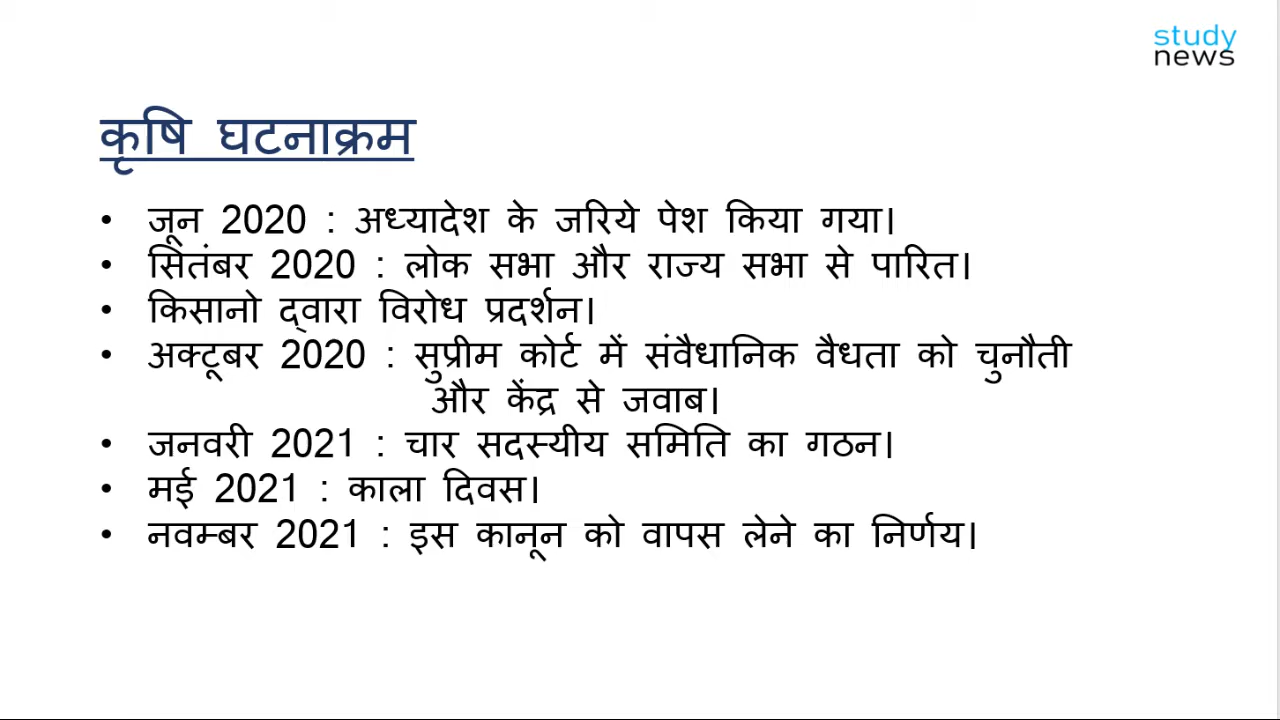 study
news
कृषि घटनाक्रम
• जून 2020 : अध्यादेश के जरिये पेश किया गया।
• सितंबर 2020 : लोक सभा और राज्य सभा से पारित।
• किसानो द्वारा विरोध प्रदर्शन।
• अक्टूबर 2020 : सुप्रीम कोर्ट में संवैधानिक वैधता को चुनौती
और केंद्र से जवाब।
• जनवरी 2021 : चार सदस्यीय समिति का गठन।
• मई 2021 : काला दिवस।
• नवम्बर 2021 : इस कानून को वापस लेने का निर्णय।